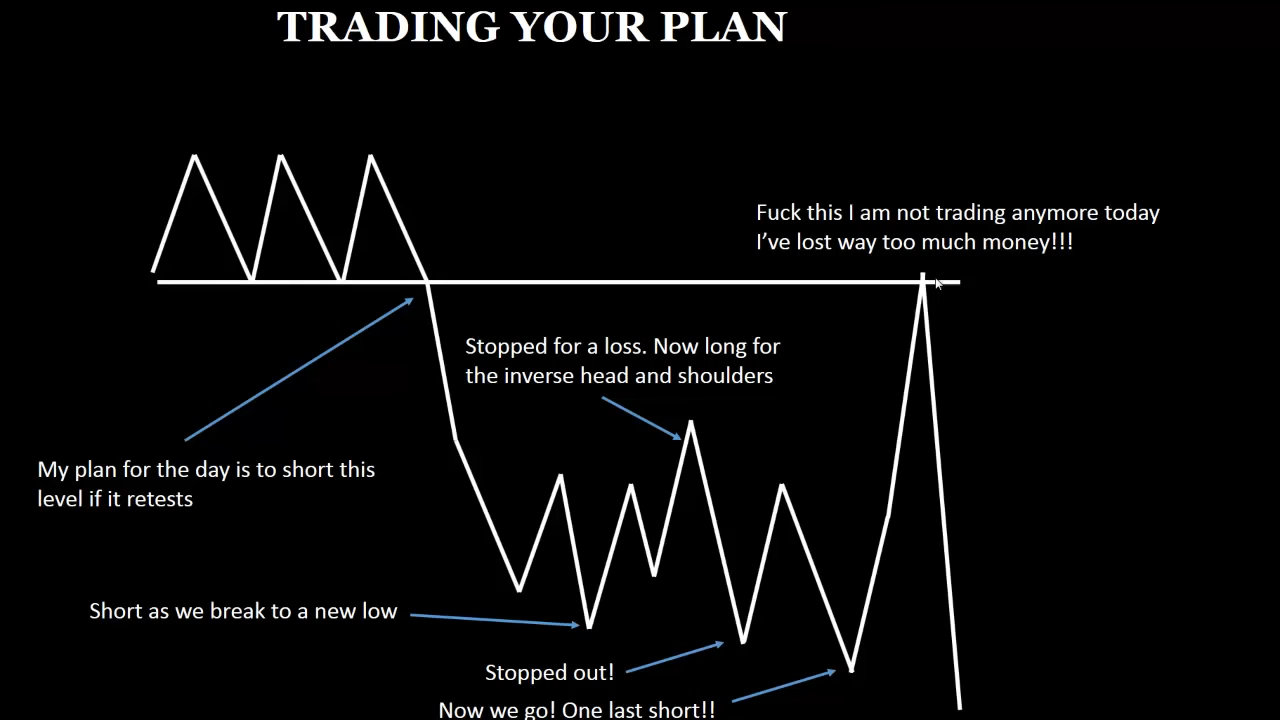 TRADING YOUR PLAN
Fuck this I am not trading anymore today
I’ve lost way too much money!!!
Stopped for a loss. Now long for
the inverse head and shoulders
My plan for the day is to short this
level if it retests
Short as we break to a new low
Stopped out!
Now we go! One last short!!